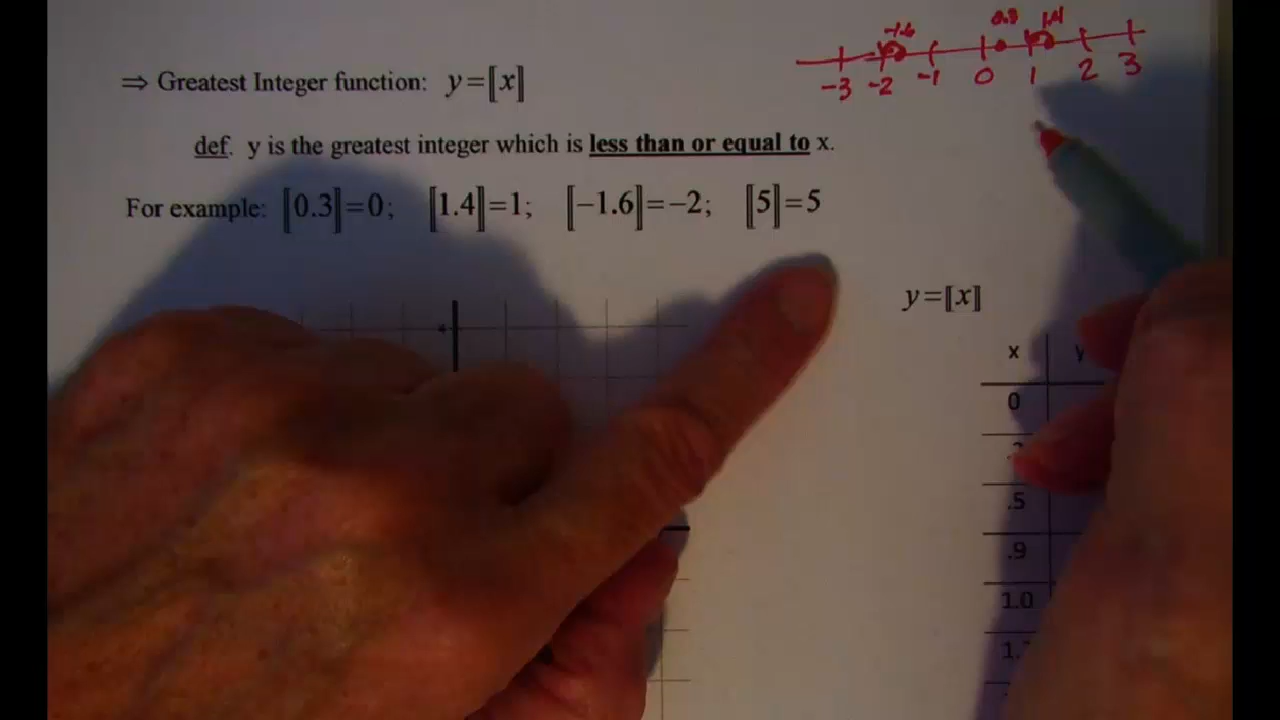 -1.6 0.3 1.4
-3 -2 -1 0 1 2 3
⇒ Greatest Integer function: y=⟦x⟧
def. y is the greatest integer which is less than or equal to x.
For example: ⟦0.3⟧=0; ⟦1.4⟧=1; ⟦−1.6⟧=−2; ⟦5⟧=5
y=⟦x⟧
x y
0
.5
.9
1.0